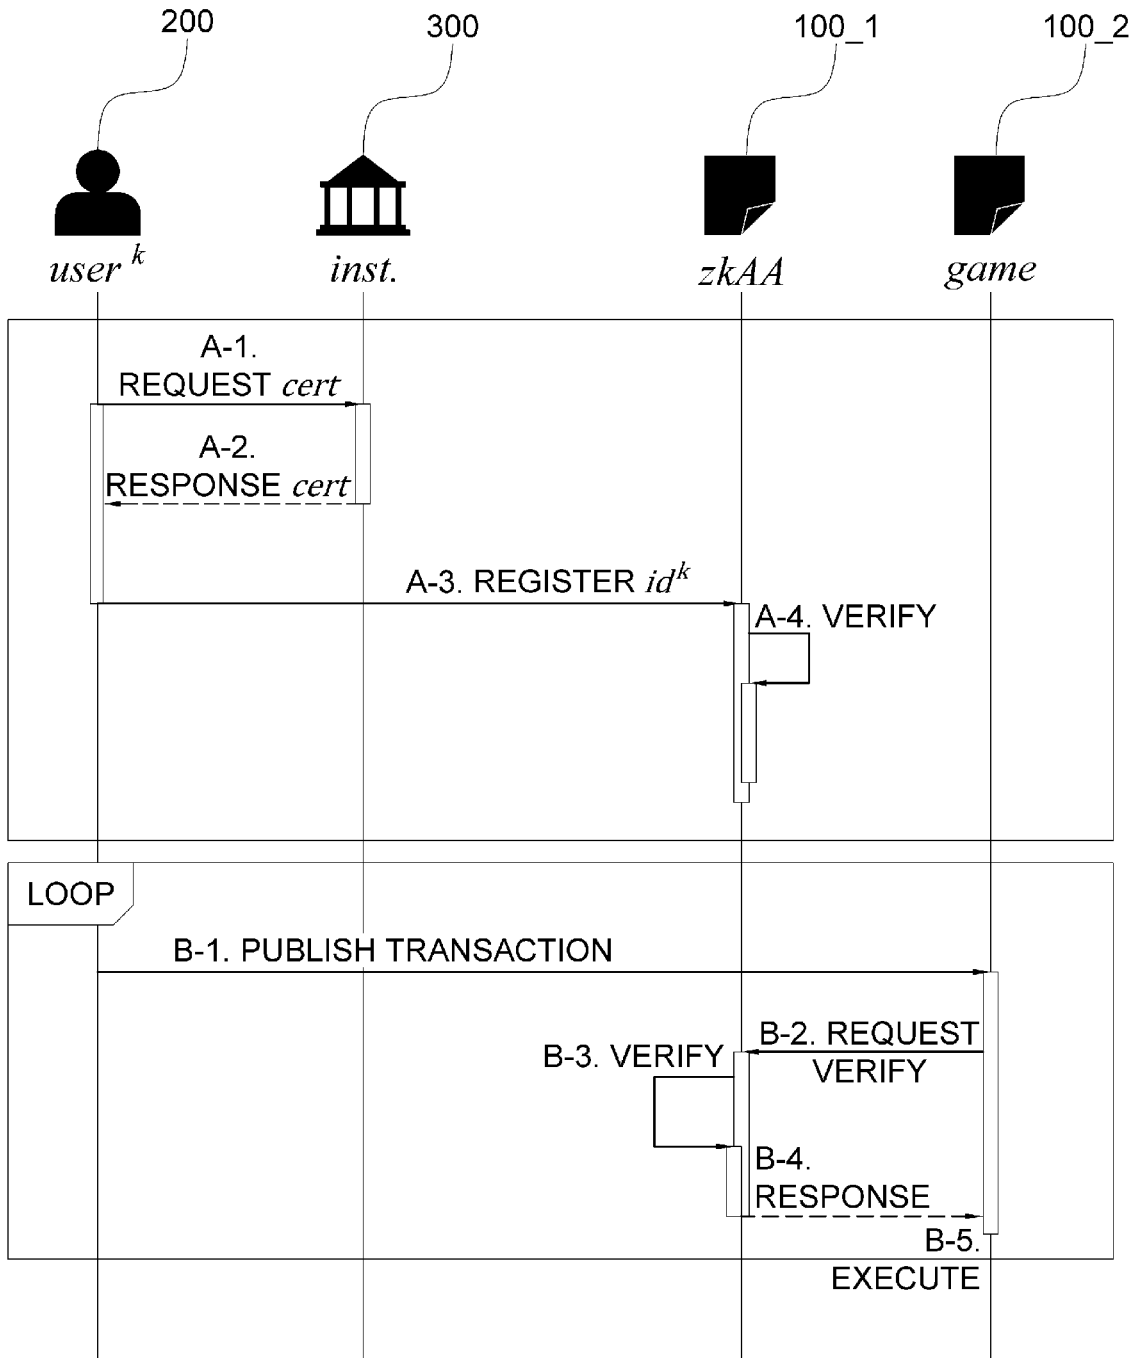 200
300
100_1
100_2
user k
inst.
zkAA
game
A-1.
REQUEST cert
A-2.
RESPONSE cert
A-3. REGISTER id k
A-4. VERIFY
LOOP
B-1. PUBLISH TRANSACTION
B-2. REQUEST
VERIFY
B-3. VERIFY
B-4.
RESPONSE
B-5.
EXECUTE